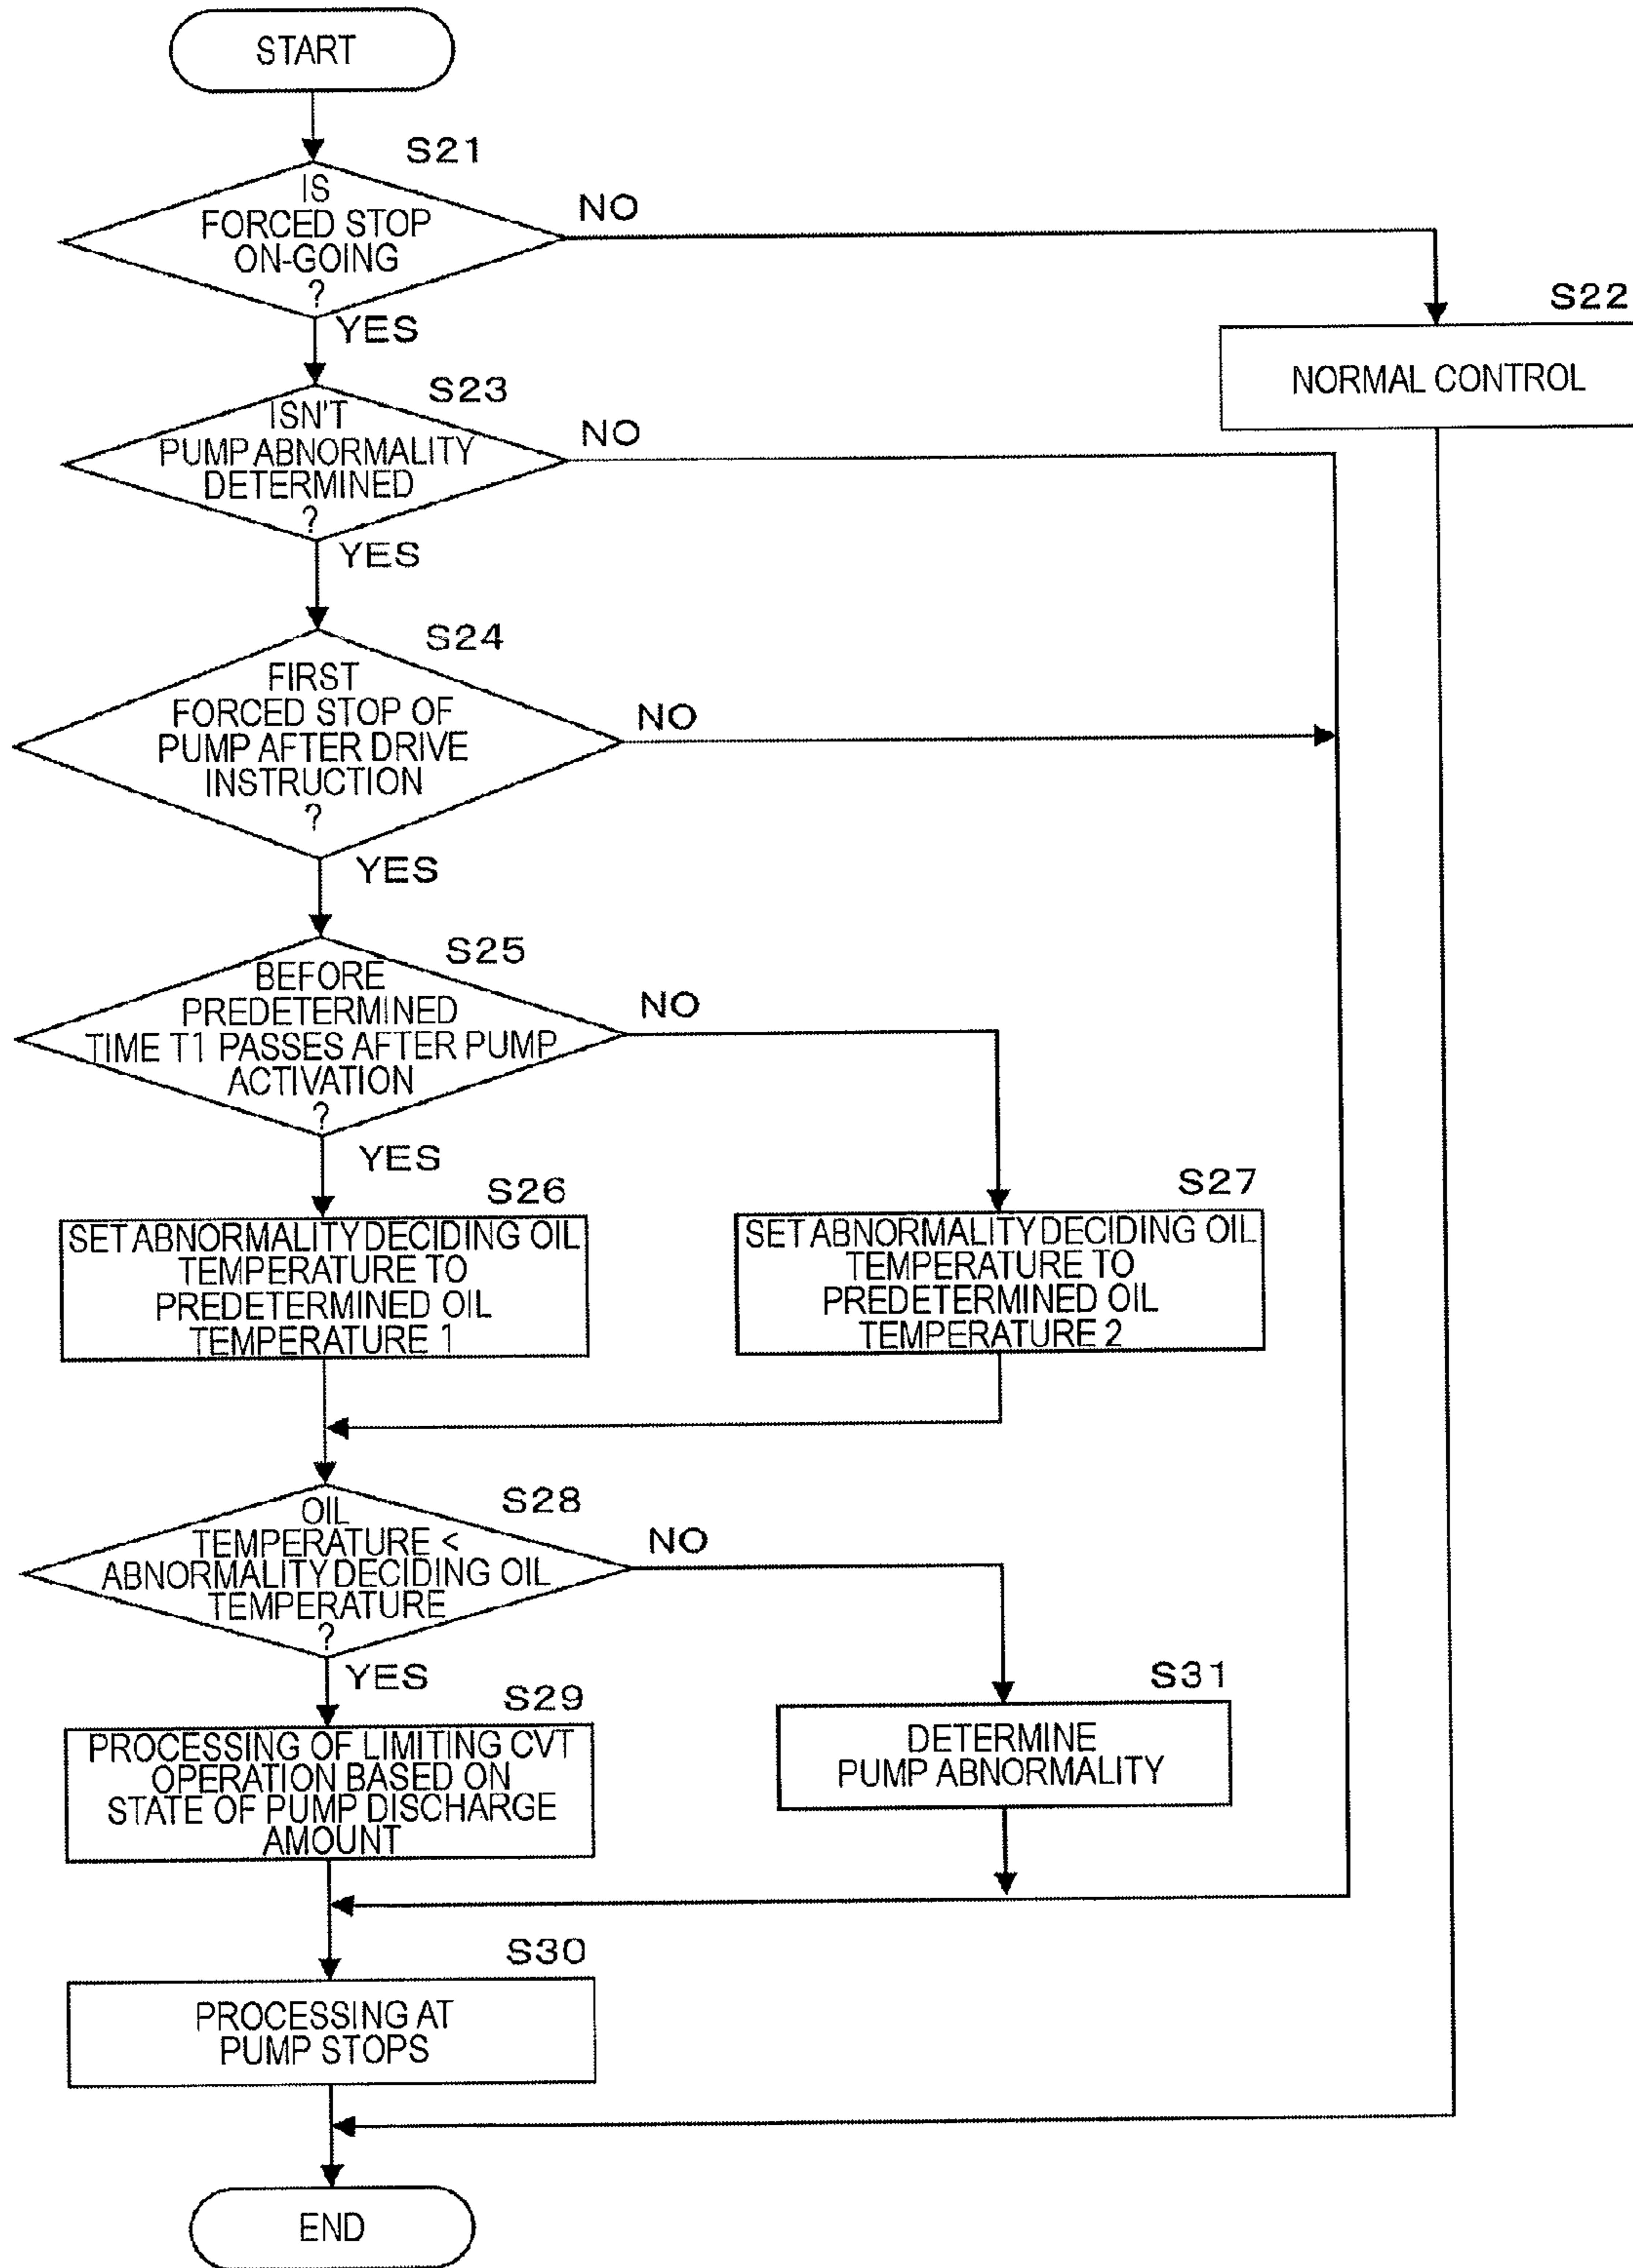 START
S21
IS
FORCED STOP
ON-GOING
?
NO
YES
S22
NORMAL CONTROL
S23
ISN'T
PUMP ABNORMALITY
DETERMINED
?
NO
YES
S24
FIRST
FORCED STOP OF
PUMP AFTER DRIVE
INSTRUCTION
?
NO
YES
S25
BEFORE
PREDETERMINED
TIME T1 PASSES AFTER PUMP
ACTIVATION
?
NO
YES
S26
SET ABNORMALITY DECIDING OIL
TEMPERATURE TO
PREDETERMINED OIL
TEMPERATURE 1
S27
SET ABNORMALITY DECIDING OIL
TEMPERATURE TO
PREDETERMINED OIL
TEMPERATURE 2
S28
OIL
TEMPERATURE <
ABNORMALITY DECIDING OIL
TEMPERATURE
?
NO
YES
S29
PROCESSING OF LIMITING CVT
OPERATION BASED ON
STATE OF PUMP DISCHARGE
AMOUNT
S31
DETERMINE
PUMP ABNORMALITY
S30
PROCESSING AT
PUMP STOPS
END